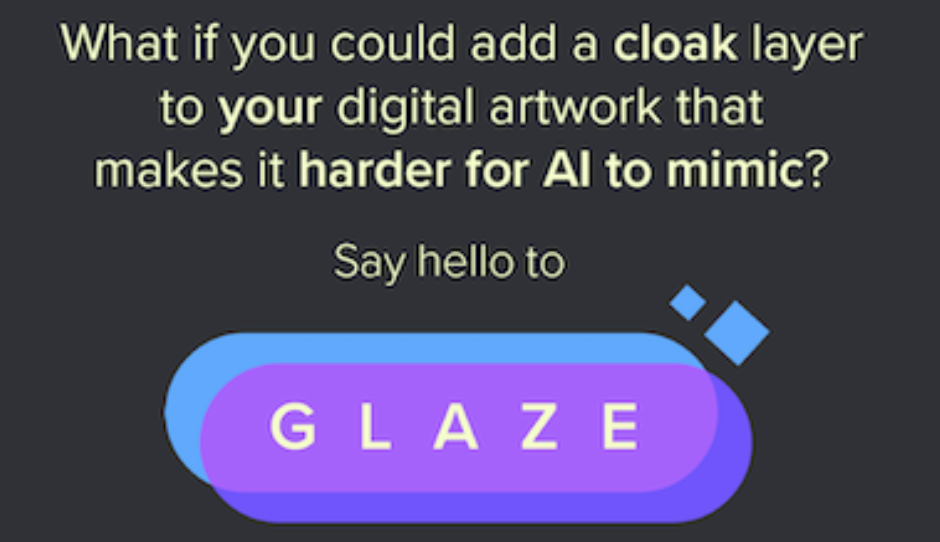 What if you could add a cloak layer
to your digital artwork that
makes it harder for AI to mimic?
Say hello to
G L A Z E